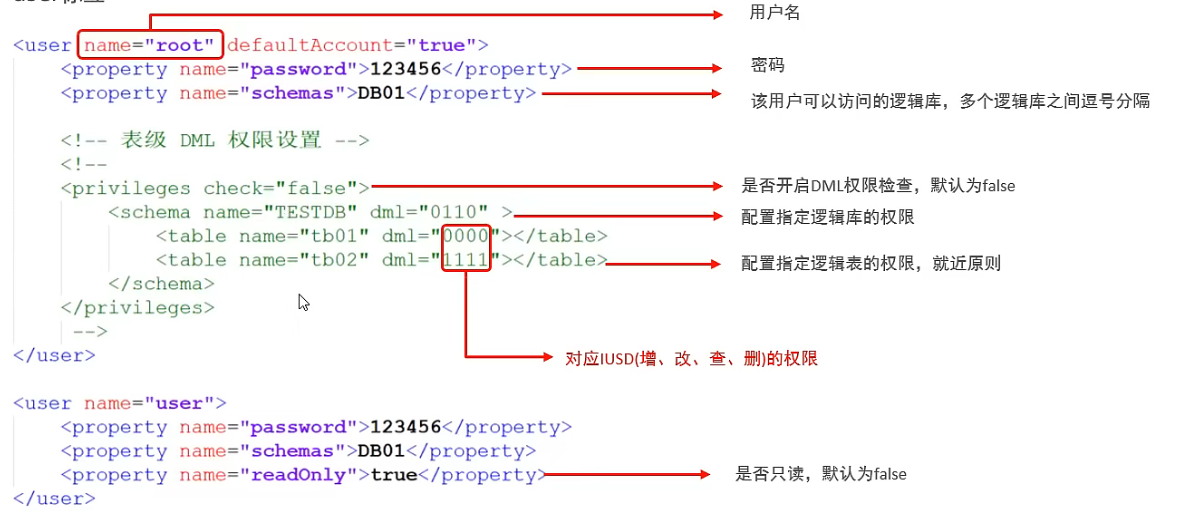 用户名
<user name="root" defaultAccount="true">
<property name="password">123456</property>
密码
<property name="schemas">DB01</property>
该用户可以访问的逻辑库，多个逻辑库之间逗号分隔
<!-- 表级 DML 权限设置 -->
<!--
<privileges check="false">
是否开启DML权限检查，默认为false
<schema name="TESTDB" dml="0110" >
配置指定逻辑库的权限
<table name="tb01" dml="0000"></table>
<table name="tb02" dml="1111"></table>
配置指定逻辑表的权限，就近原则
</schema>
</privileges>
-->
</user>
对应IUSD(增、改、查、删)的权限
<user name="user">
<property name="password">123456</property>
<property name="schemas">DB01</property>
<property name="readOnly">true</property>
是否只读，默认为false
</user>